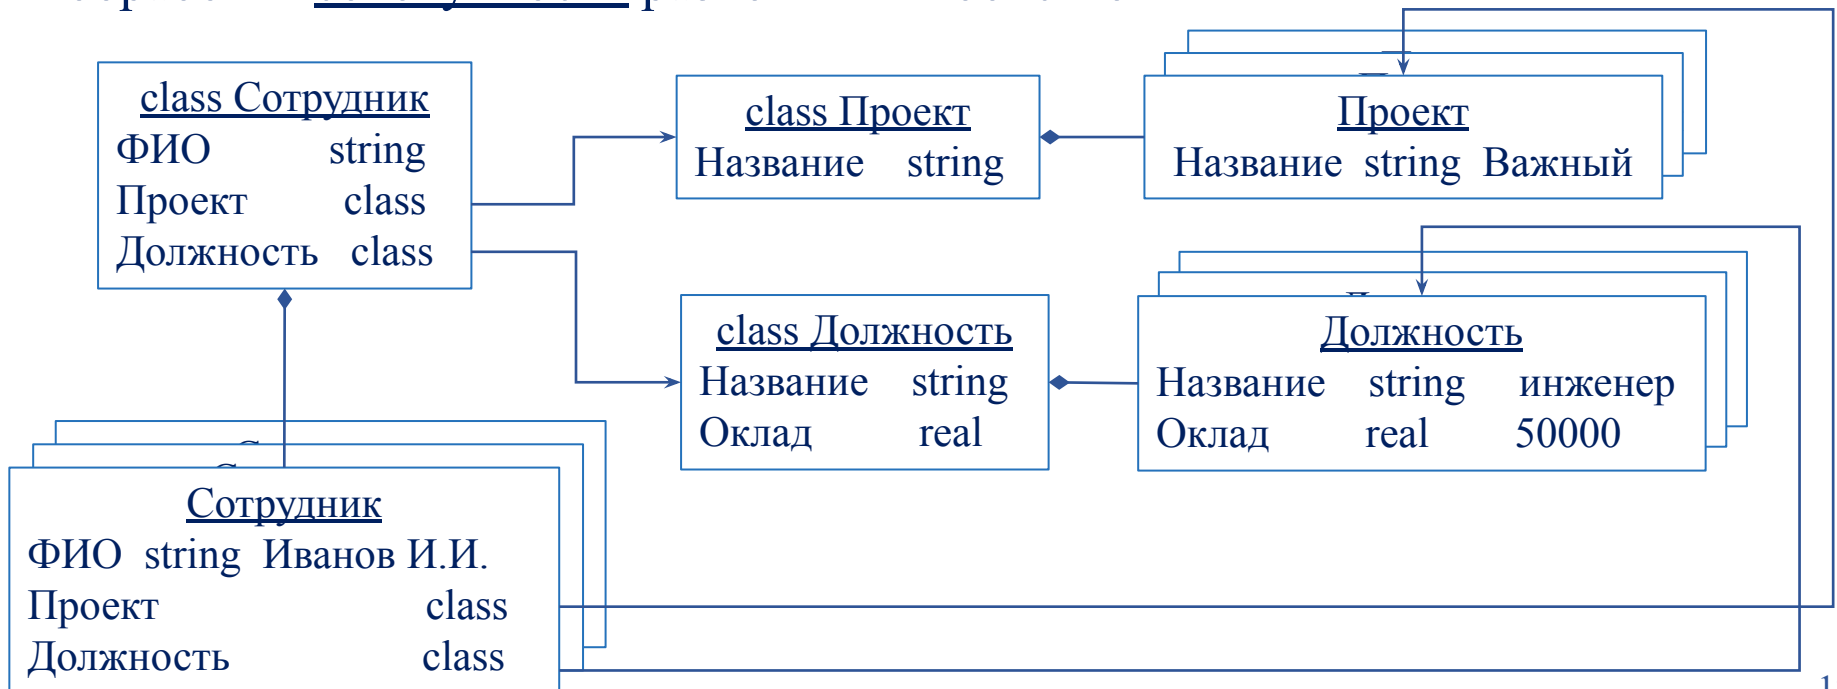 class Сотрудник
ФИО string
Проект class
Должность class
class Проект
Название string
Проект
Название string Важный
class Должность
Название string
Оклад real
Должность
Название string инженер
Оклад real 50000
Сотрудник
ФИО string Иванов И.И.
Проект class
Должность class
1